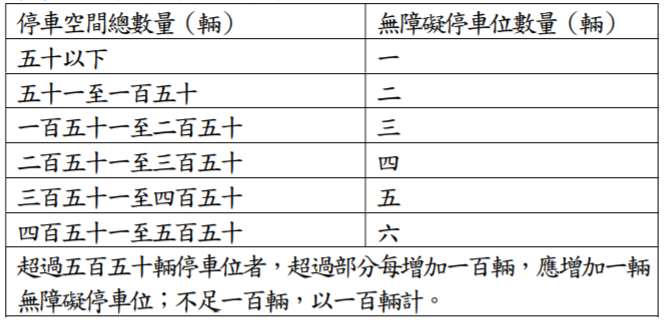 停車空間總數量（輛） 無障礙停車位數量（輛）
五十以下 一
五十一至一百五十 二
一百五十一至二百五十 三
二百五十一至三百五十 四
三百五十一至四百五十 五
四百五十一至五百五十 六
超過五百五十輛停車位者，超過部分每增加一百輛，應增加一輛
無障礙停車位；不足一百輛，以一百輛計。